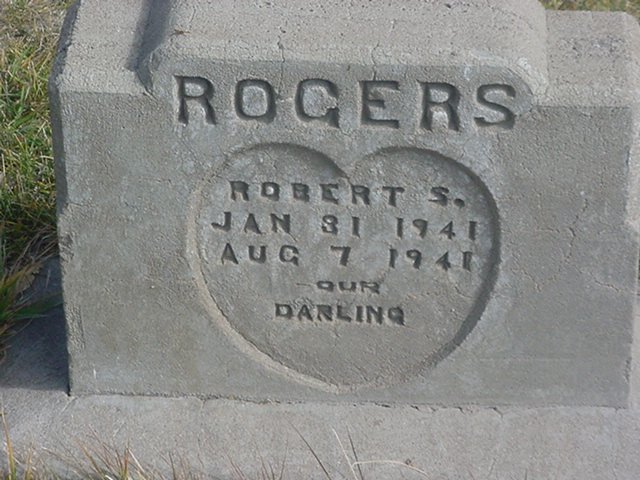 ROGERS
ROBERT S.
JAN 31 1941
AUG 7 1941
OUR
DARLING